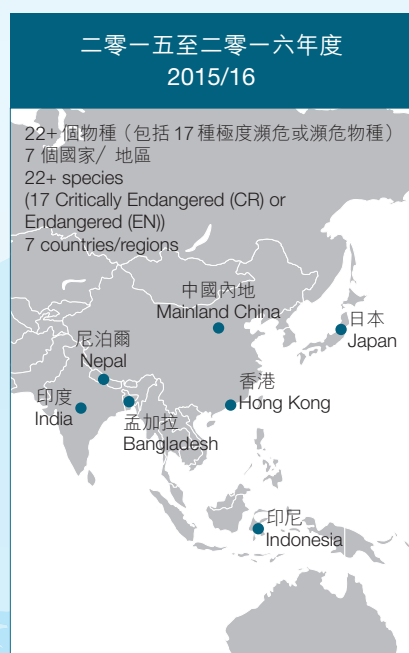 二零一五至二零一六年度
2015/16
22+ 個物種（包括 17 種極度瀕危或瀕危物種）
7 個國家/ 地區
22+ species
(17 Critically Endangered (CR) or
Endangered (EN))
7 countries/regions
中國內地
Mainland China
日本
Japan
尼泊爾
Nepal
香港
Hong Kong
印度
India
孟加拉
Bangladesh
印尼
Indonesia